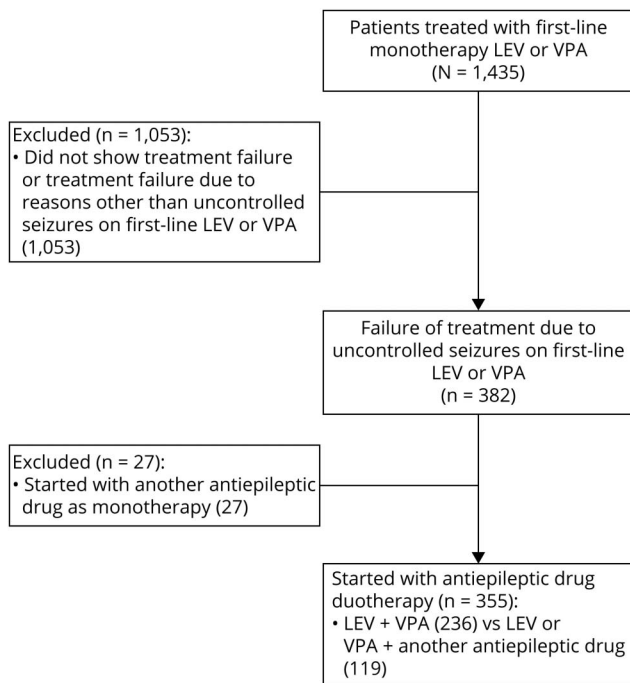 Patients treated with first-line
monotherapy LEV or VPA
(N = 1,435)
Excluded (n = 1,053):
• Did not show treatment failure
or treatment failure due to
reasons other than uncontrolled
seizures on first-line LEV or VPA
(1,053)
Failure of treatment due to
uncontrolled seizures on first-line
LEV or VPA
(n = 382)
Excluded (n = 27):
• Started with another antiepileptic
drug as monotherapy (27)
Started with antiepileptic drug
duotherapy (n = 355):
• LEV + VPA (236) vs LEV or
VPA + another antiepileptic drug
(119)